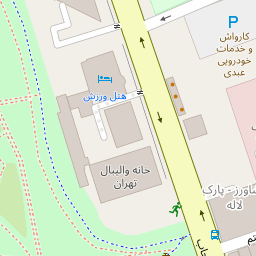 P
کارواش
و خدمات
خودرویی
عبدی
هتل ورزش
خانه والیبال
تهران
پارک
لاله